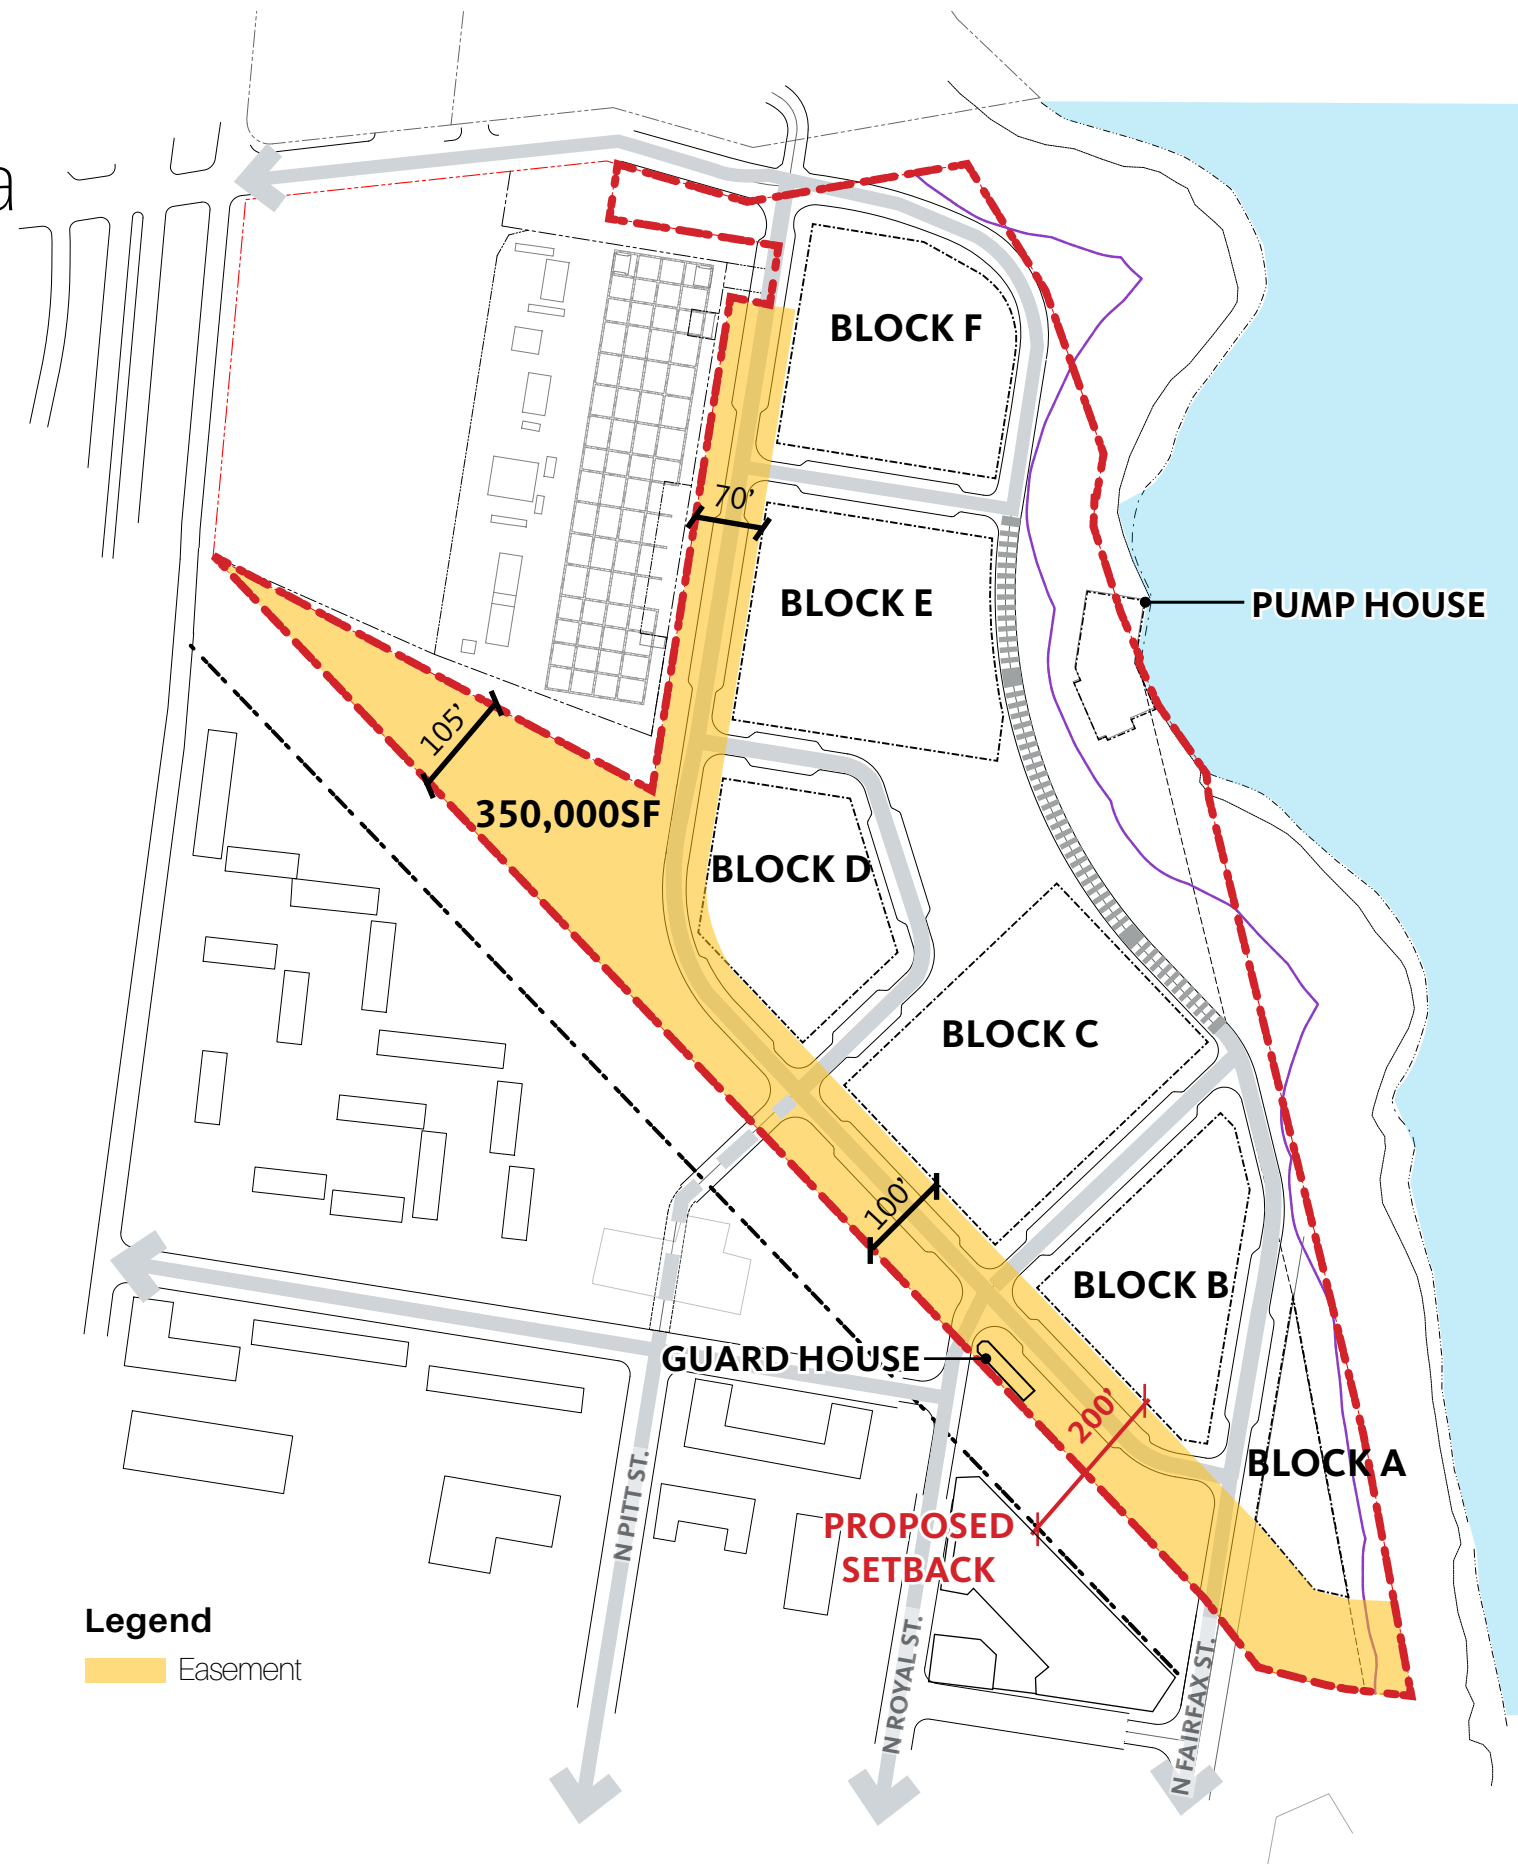 a
BLOCK F
70’
BLOCK E
PUMP HOUSE
105’
350,000SF
BLOCK D
BLOCK C
100’
BLOCK B
GUARD HOUSE
200’
BLOCK A
PROPOSED
SETBACK
N PITT ST.
N ROYAL ST.
N FAIRFAX ST.
Legend
Easement